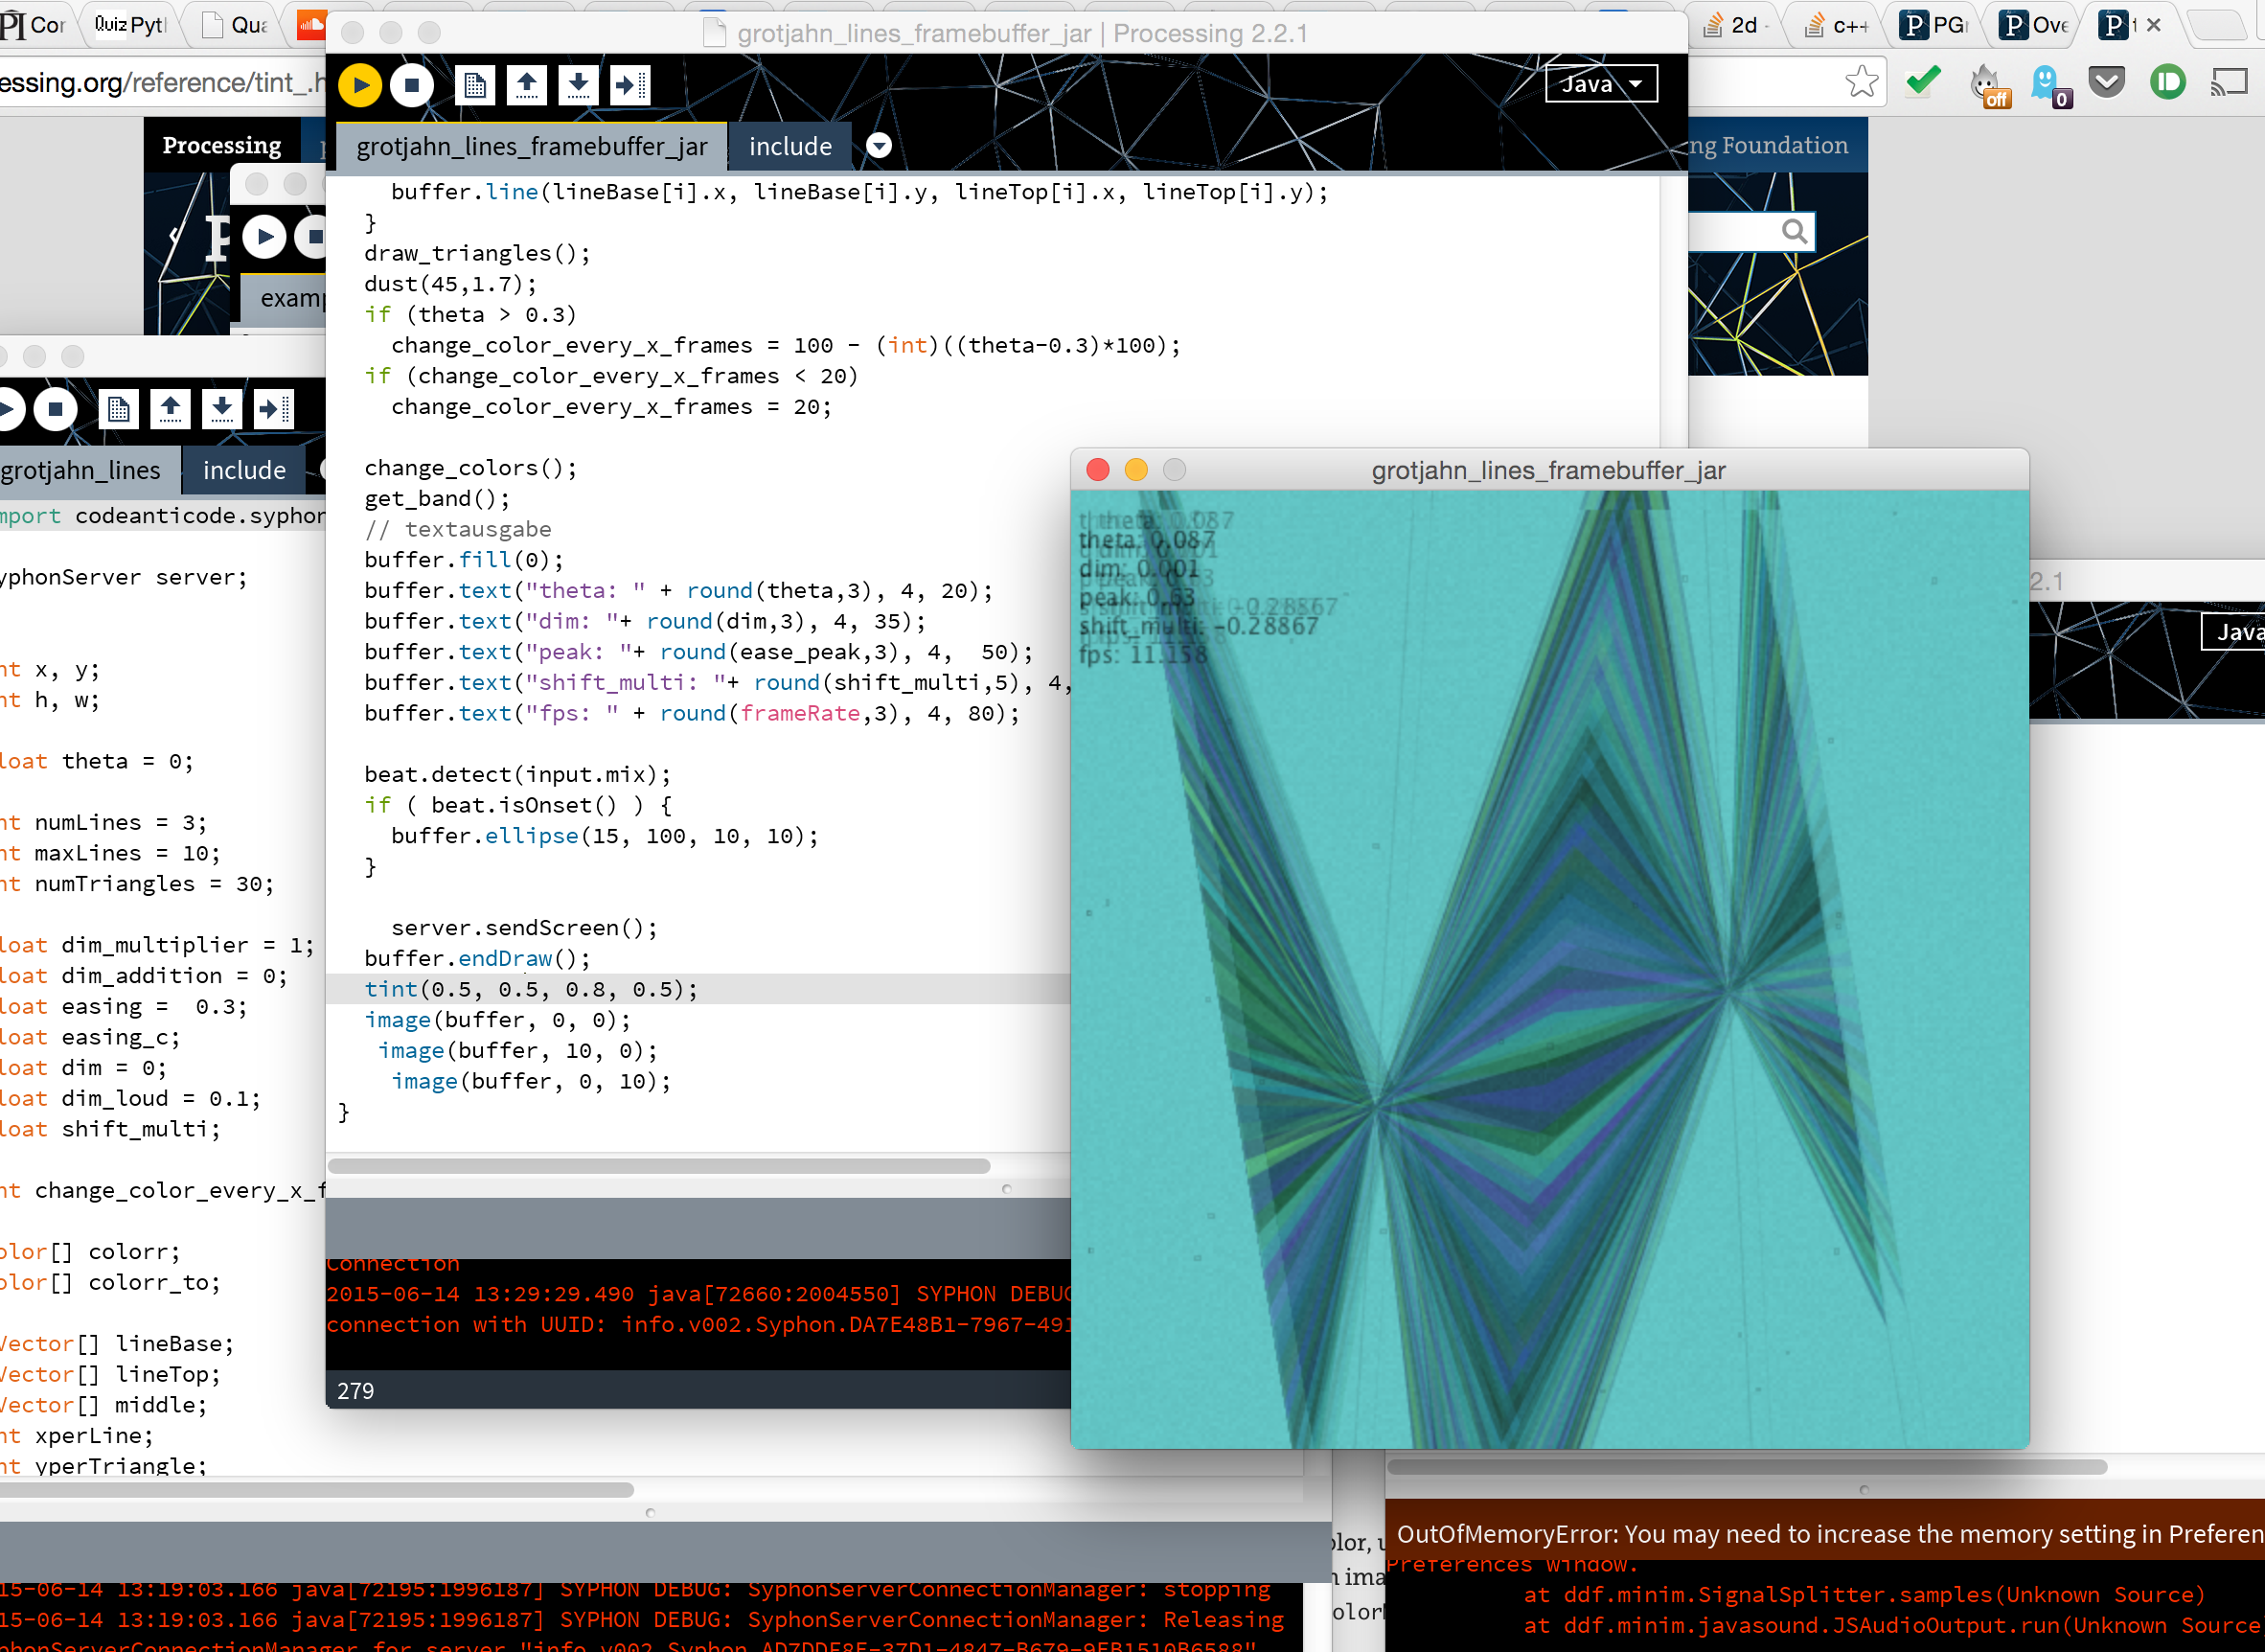 Cor
Quiz Pyt
Qua
2d -
c++
PGr
Ove
t
essing.org/reference/tint_.h
off
0
Processing
ng Foundation
exam
grotjahn_lines_framebuffer_jar | Processing 2.2.1
Java
grotjahn_lines_framebuffer_jar
include
buffer.line(lineBase[i].x, lineBase[i].y, lineTop[i].x, lineTop[i].y);
}
draw_triangles();
dust(45,1.7);
if (theta > 0.3)
change_color_every_x_frames = 100 - (int)((theta-0.3)*100);
if (change_color_every_x_frames < 20)
change_color_every_x_frames = 20;
change_colors();
get_band();
// textausgabe
buffer.fill(0);
buffer.text("theta: " + round(theta,3), 4, 20);
buffer.text("dim: "+ round(dim,3), 4, 35);
buffer.text("peak: "+ round(ease_peak,3), 4,  50);
buffer.text("shift_multi: "+ round(shift_multi,5), 4,
buffer.text("fps: " + round(frameRate,3), 4, 80);
beat.detect(input.mix);
if ( beat.isOnset() ) {
buffer.ellipse(15, 100, 10, 10);
}
server.sendScreen();
buffer.endDraw();
tint(0.5, 0.5, 0.8, 0.5);
image(buffer, 0, 0);
image(buffer, 10, 0);
image(buffer, 0, 10);
}
Connection
2015-06-14 13:29:29.490 java[72660:2004550] SYPHON DEBUG
connection with UUID: info.v002.Syphon.DA7E48B1-7967-491
279
grotjahn_lines
include
mport codeanticode.syphon
yphonServer server;
nt x, y;
nt h, w;
loat theta = 0;
nt numLines = 3;
nt maxLines = 10;
nt numTriangles = 30;
loat dim_multiplier = 1;
loat dim_addition = 0;
loat easing =  0.3;
loat easing_c;
loat dim = 0;
loat dim_loud = 0.1;
loat shift_multi;
nt change_color_every_x_f
olor[] colorr;
olor[] colorr_to;
Vector[] lineBase;
Vector[] lineTop;
Vector[] middle;
nt xperLine;
nt yperTriangle;
15-06-14 13:19:03.166 java[72195:1996187] SYPHON DEBUG: SyphonServerConnectionManager: stopping
15-06-14 13:19:03.166 java[72195:1996187] SYPHON DEBUG: SyphonServerConnectionManager: Releasing
phonServerConnectionManager for server "info.v002.Syphon.AD7DDF8E-37D1-4847-B679-9EB1510B6588"
grotjahn_lines_framebuffer_jar
theta: 0.087
dim: 0.001
peak: 0.63
shift_multi: -0.28867
fps: 11.158
2.1
Java
olor, u
n ima
olorM
OutOfMemoryError: You may need to increase the memory setting in Preferen
Preferences window.
at ddf.minim.SignalSplitter.samples(Unknown Source)
at ddf.minim.javasound.JSAudioOutput.run(Unknown Source